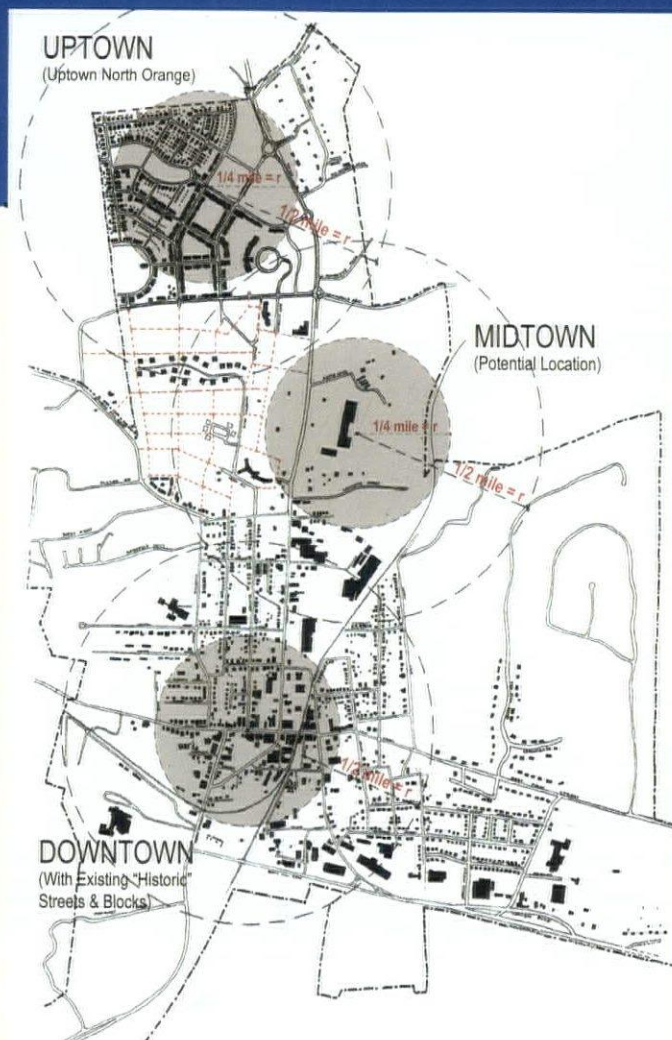 UPTOWN
(Uptown North Orange)
1/4 mile = r
1/2 mile = r
MIDTOWN
(Potential Location)
1/4 mile = r
1/2 mile = r
1/2 mile = r
DOWNTOWN
(With Existing "Historic"
Streets & Blocks)